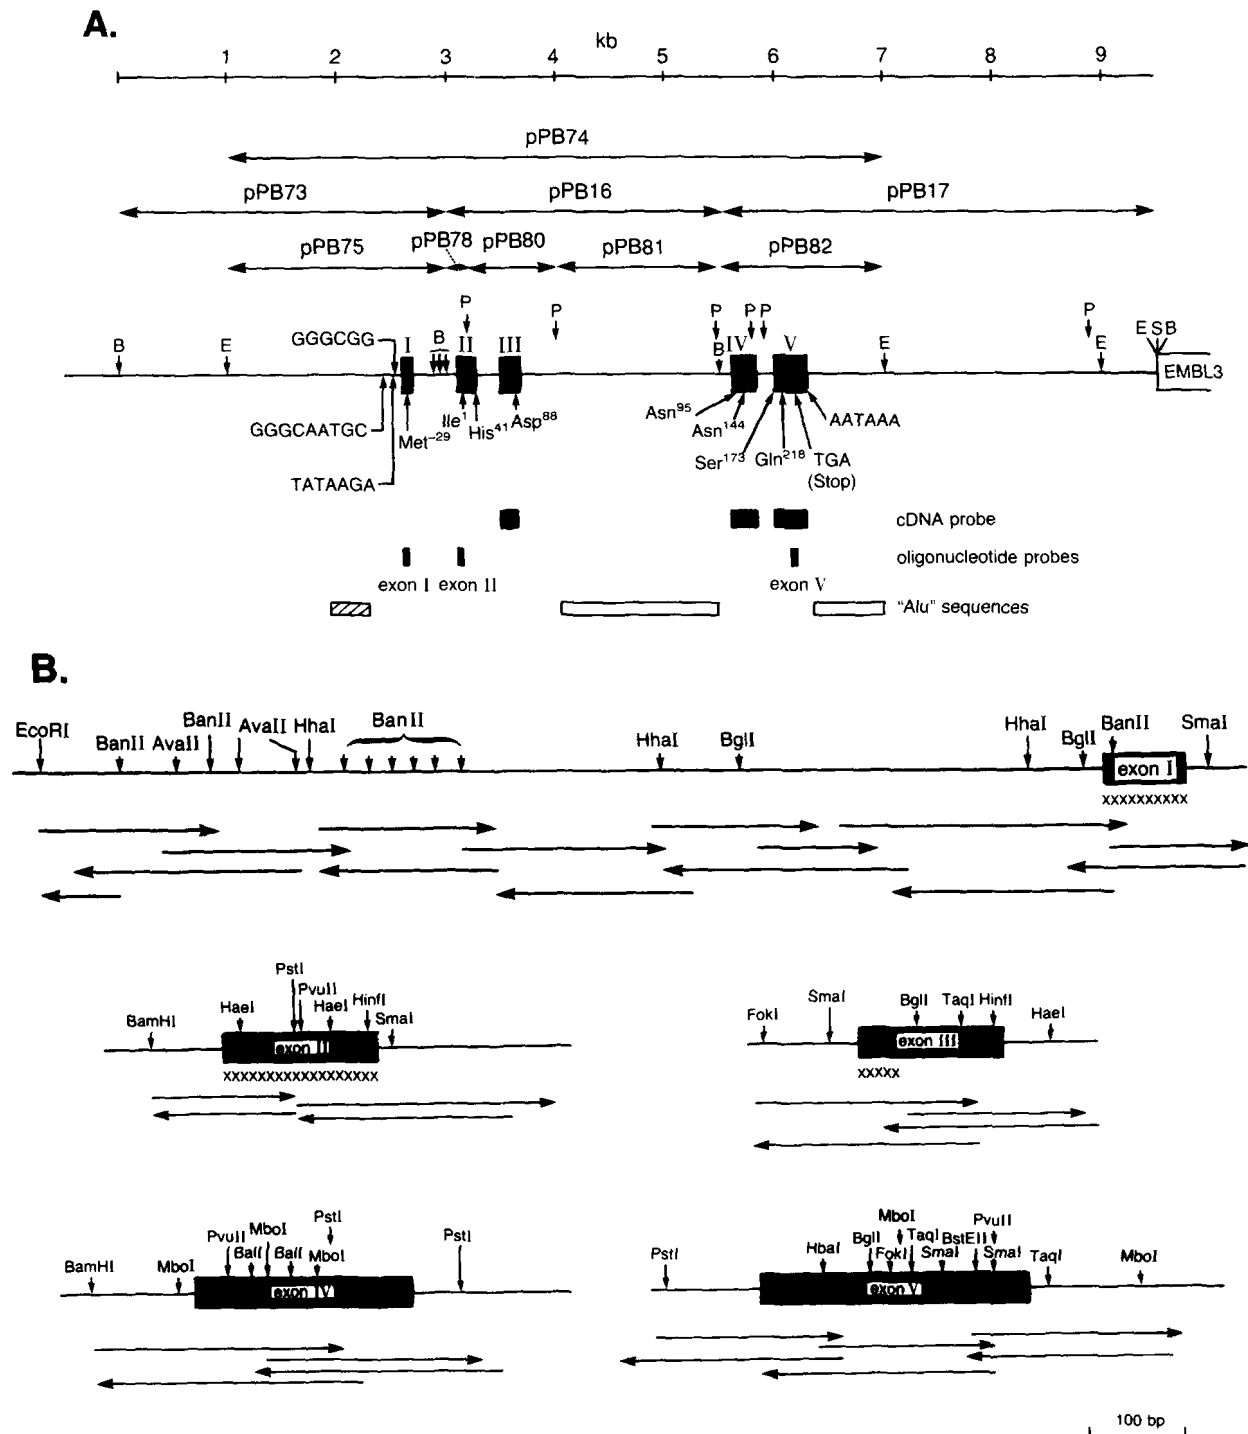 A.
kb
1 2 3 4 5 6 7 8 9
pPB74
pPB73 pPB16 pPB17
pPB75 pPB78 pPB80 pPB81 pPB82
P P P P P P
B E GGGCGG I B II III B IV V E E E S B
EMBL3
GGGCAATGC Met⁻²⁹ Ile¹ His⁴¹ Asp⁸⁸ Asn⁹⁵ Asn¹⁴⁴ AATAAA
TATAAGA Ser¹⁷³ Gln²¹⁸ TGA
(Stop)
cDNA probe
oligonucleotide probes
exon I exon II exon V
"Alu" sequences
B.
EcoRI BanII AvaII BanII AvaII HhaI BanII HhaI BglI HhaI BglI BanII SmaI
exon I
xxxxxxxxxx
BamHI HaeI PstI PvuII HaeI HinfI SmaI
exon II
xxxxxxxxxxxxxxxxxx
FokI SmaI BglI TaqI HinfI HaeI
exon III
xxxxx
BamHI MboI PvuII BalI MboI BalI MboI PstI PstI
exon IV
PstI HbaI BglI FokI MboI TaqI SmaI BstEII PvuII SmaI TaqI MboI
exon V
100 bp